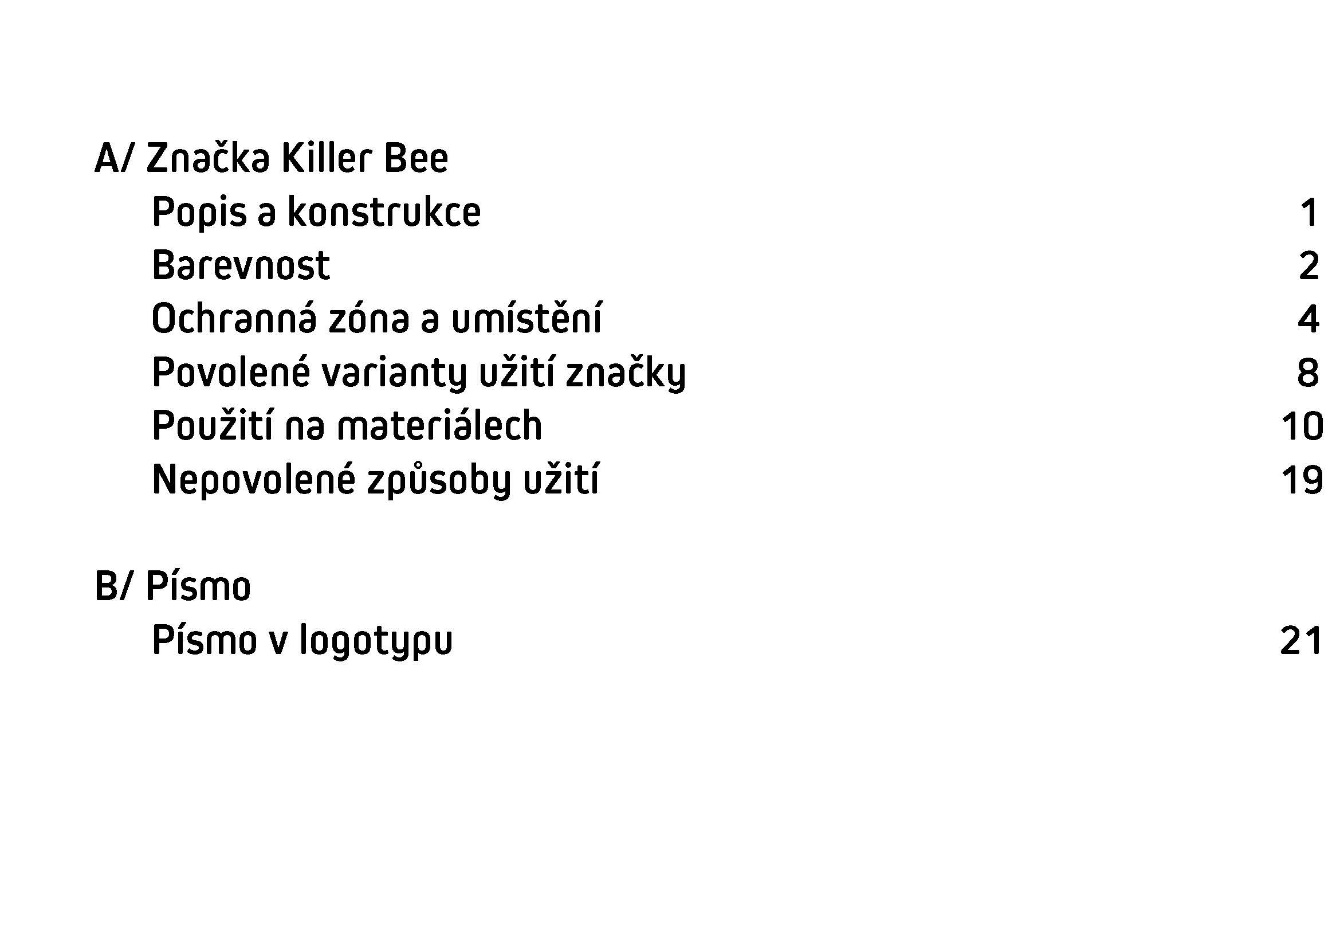 A/ Značka Killer Bee
Popis a konstrukce 1
Barevnost 2
Ochranná zóna a umístění 4
Povolené varianty užití značky 8
Použití na materiálech 10
Nepovolené způsoby užití 19
B/ Písmo
Písmo v logotypu 21